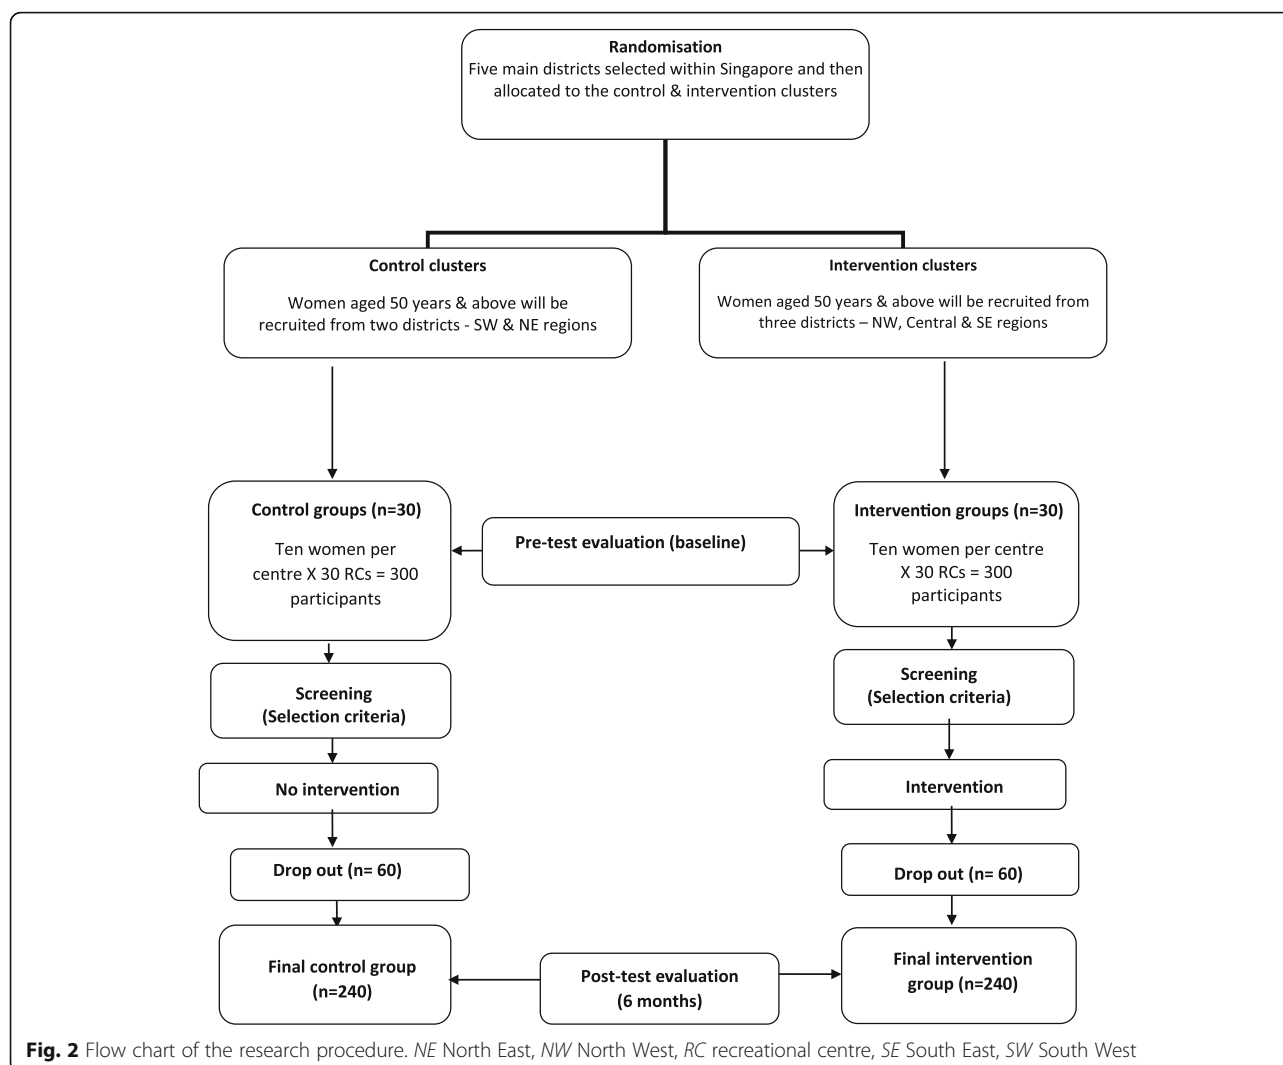 Randomisation
Five main districts selected within Singapore and then
allocated to the control & intervention clusters
Control clusters
Women aged 50 years & above will be
recruited from two districts - SW & NE regions
Intervention clusters
Women aged 50 years & above will be recruited from
three districts – NW, Central & SE regions
Control groups (n=30)
Ten women per
centre X 30 RCs = 300
participants
Pre-test evaluation (baseline)
Intervention groups (n=30)
Ten women per centre
X 30 RCs = 300
participants
Screening
(Selection criteria)
Screening
(Selection criteria)
No intervention
Intervention
Drop out (n= 60)
Drop out (n= 60)
Final control group
(n=240)
Post-test evaluation
(6 months)
Final intervention
group (n=240)
Fig. 2 Flow chart of the research procedure. NE North East, NW North West, RC recreational centre, SE South East, SW South West